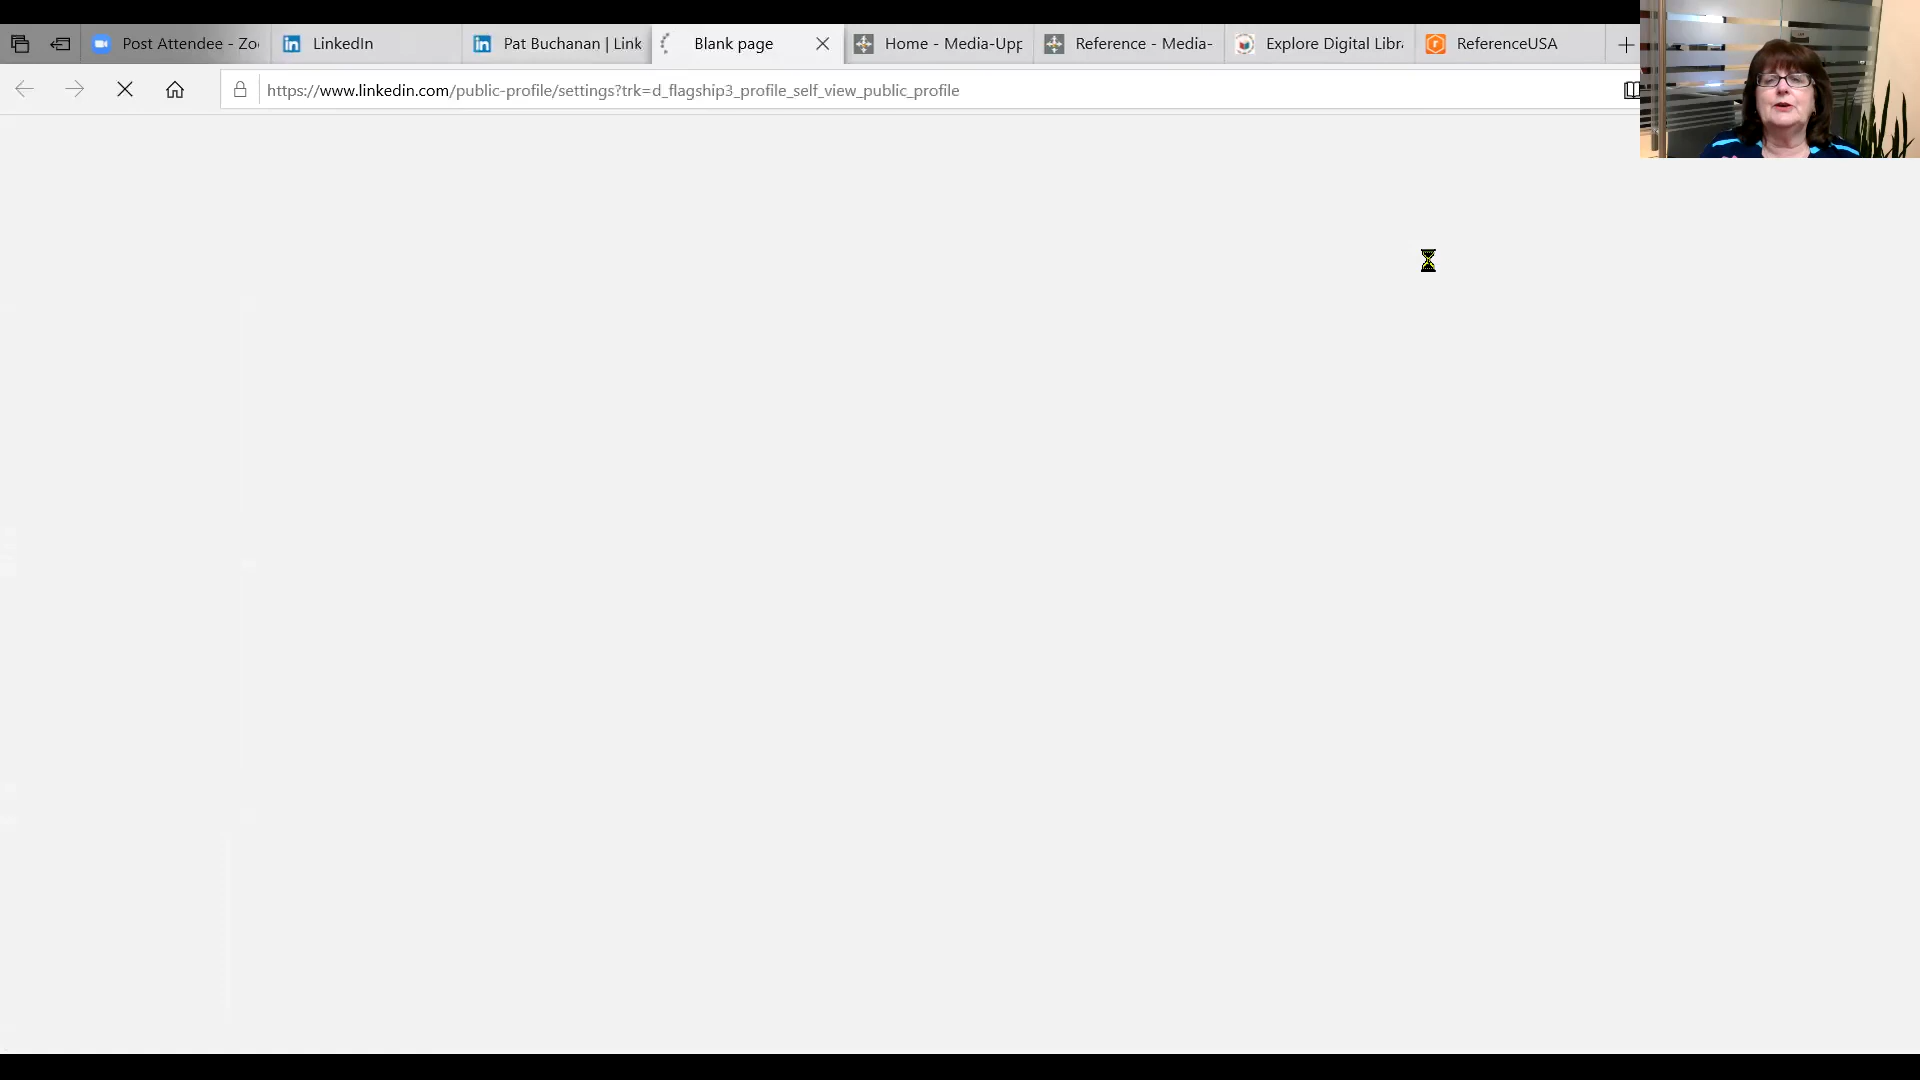 Post Attendee - Zo
LinkedIn
Pat Buchanan | Link
Blank page
Home - Media-Upp
Reference - Media-
Explore Digital Libr
ReferenceUSA
https://www.linkedin.com/public-profile/settings?trk=d_flagship3_profile_self_view_public_profile